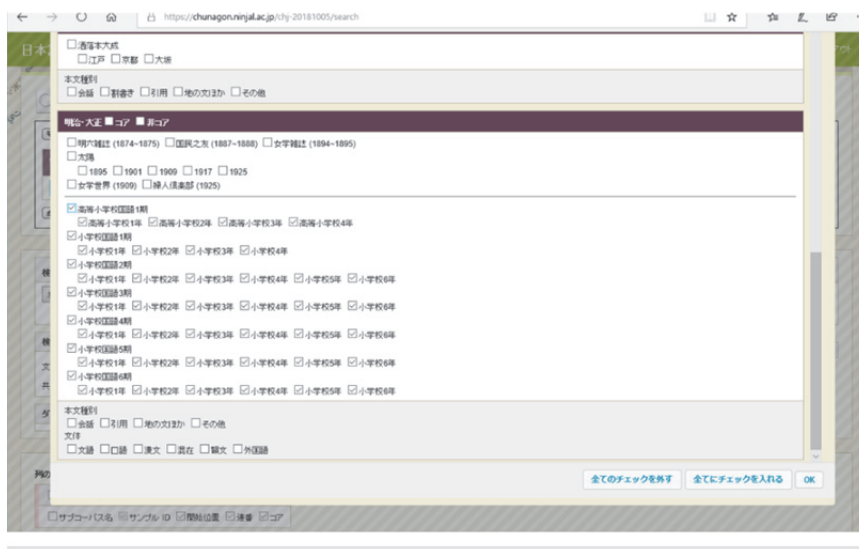 https://chunagon.ninjal.ac.jp/chj-20181005/search
日本
洒落本大成
江戸 京都 大坂
本文種別
会話 割書き 引用 地の文ほか その他
明治・大正 コア 非コア
明六雑誌 (1874~1875) 国民之友 (1887~1888) 女学雑誌 (1894~1895)
太陽
1895 1901 1909 1917 1925
女学世界 (1909) 婦人倶楽部 (1925)
高等小学校国語1期
高等小学校1年 高等小学校2年 高等小学校3年 高等小学校4年
小学校国語1期
小学校1年 小学校2年 小学校3年 小学校4年
小学校国語2期
小学校1年 小学校2年 小学校3年 小学校4年 小学校5年 小学校6年
小学校国語3期
小学校1年 小学校2年 小学校3年 小学校4年 小学校5年 小学校6年
小学校国語4期
小学校1年 小学校2年 小学校3年 小学校4年 小学校5年 小学校6年
小学校国語5期
小学校1年 小学校2年 小学校3年 小学校4年 小学校5年 小学校6年
小学校国語6期
小学校1年 小学校2年 小学校3年 小学校4年 小学校5年 小学校6年
本文種別
会話 引用 地の文ほか その他
文体
文語 口語 漢文 混在 韻文 外国語
全てのチェックを外す 全てにチェックを入れる OK
列の
サブコーパス名 サンプル ID 開始位置 連番 コア